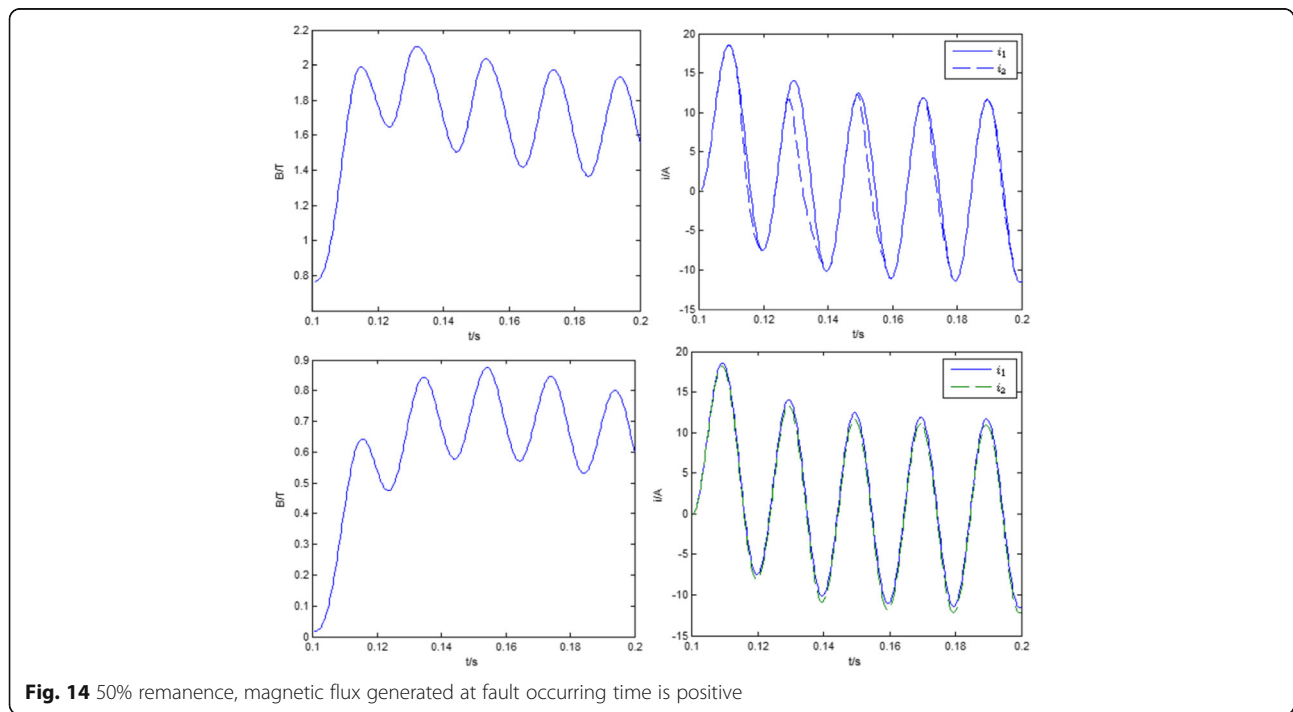 2.2
2
1.8
1.6
1.4
1.2
1
0.8
B/T
0.1 0.12 0.14 0.16 0.18 0.2
t/s
20
15
10
5
0
-5
-10
-15
i/A
i₁
i₂
0.1 0.12 0.14 0.16 0.18 0.2
t/s
0.9
0.8
0.7
0.6
0.5
0.4
0.3
0.2
0.1
0
B/T
0.1 0.12 0.14 0.16 0.18 0.2
t/s
20
15
10
5
0
-5
-10
-15
i/A
i₁
i₂
0.1 0.12 0.14 0.16 0.18 0.2
t/s
Fig. 14 50% remanence, magnetic flux generated at fault occurring time is positive